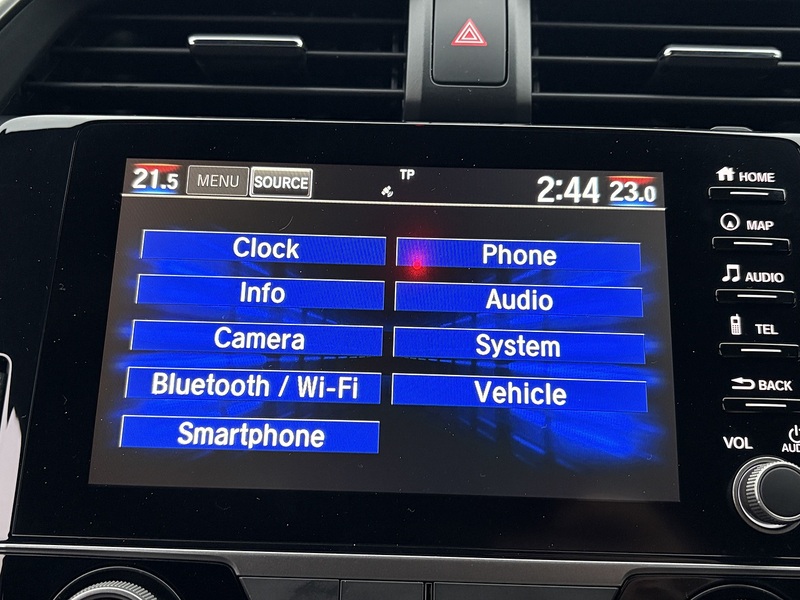 21.5 MENU SOURCE TP 2:44 23.0
Clock
Phone
Info
Audio
Camera
System
Bluetooth / Wi-Fi
Vehicle
Smartphone
HOME
MAP
AUDIO
TEL
BACK
VOL